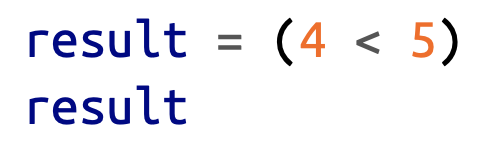 result = (4 < 5)
result